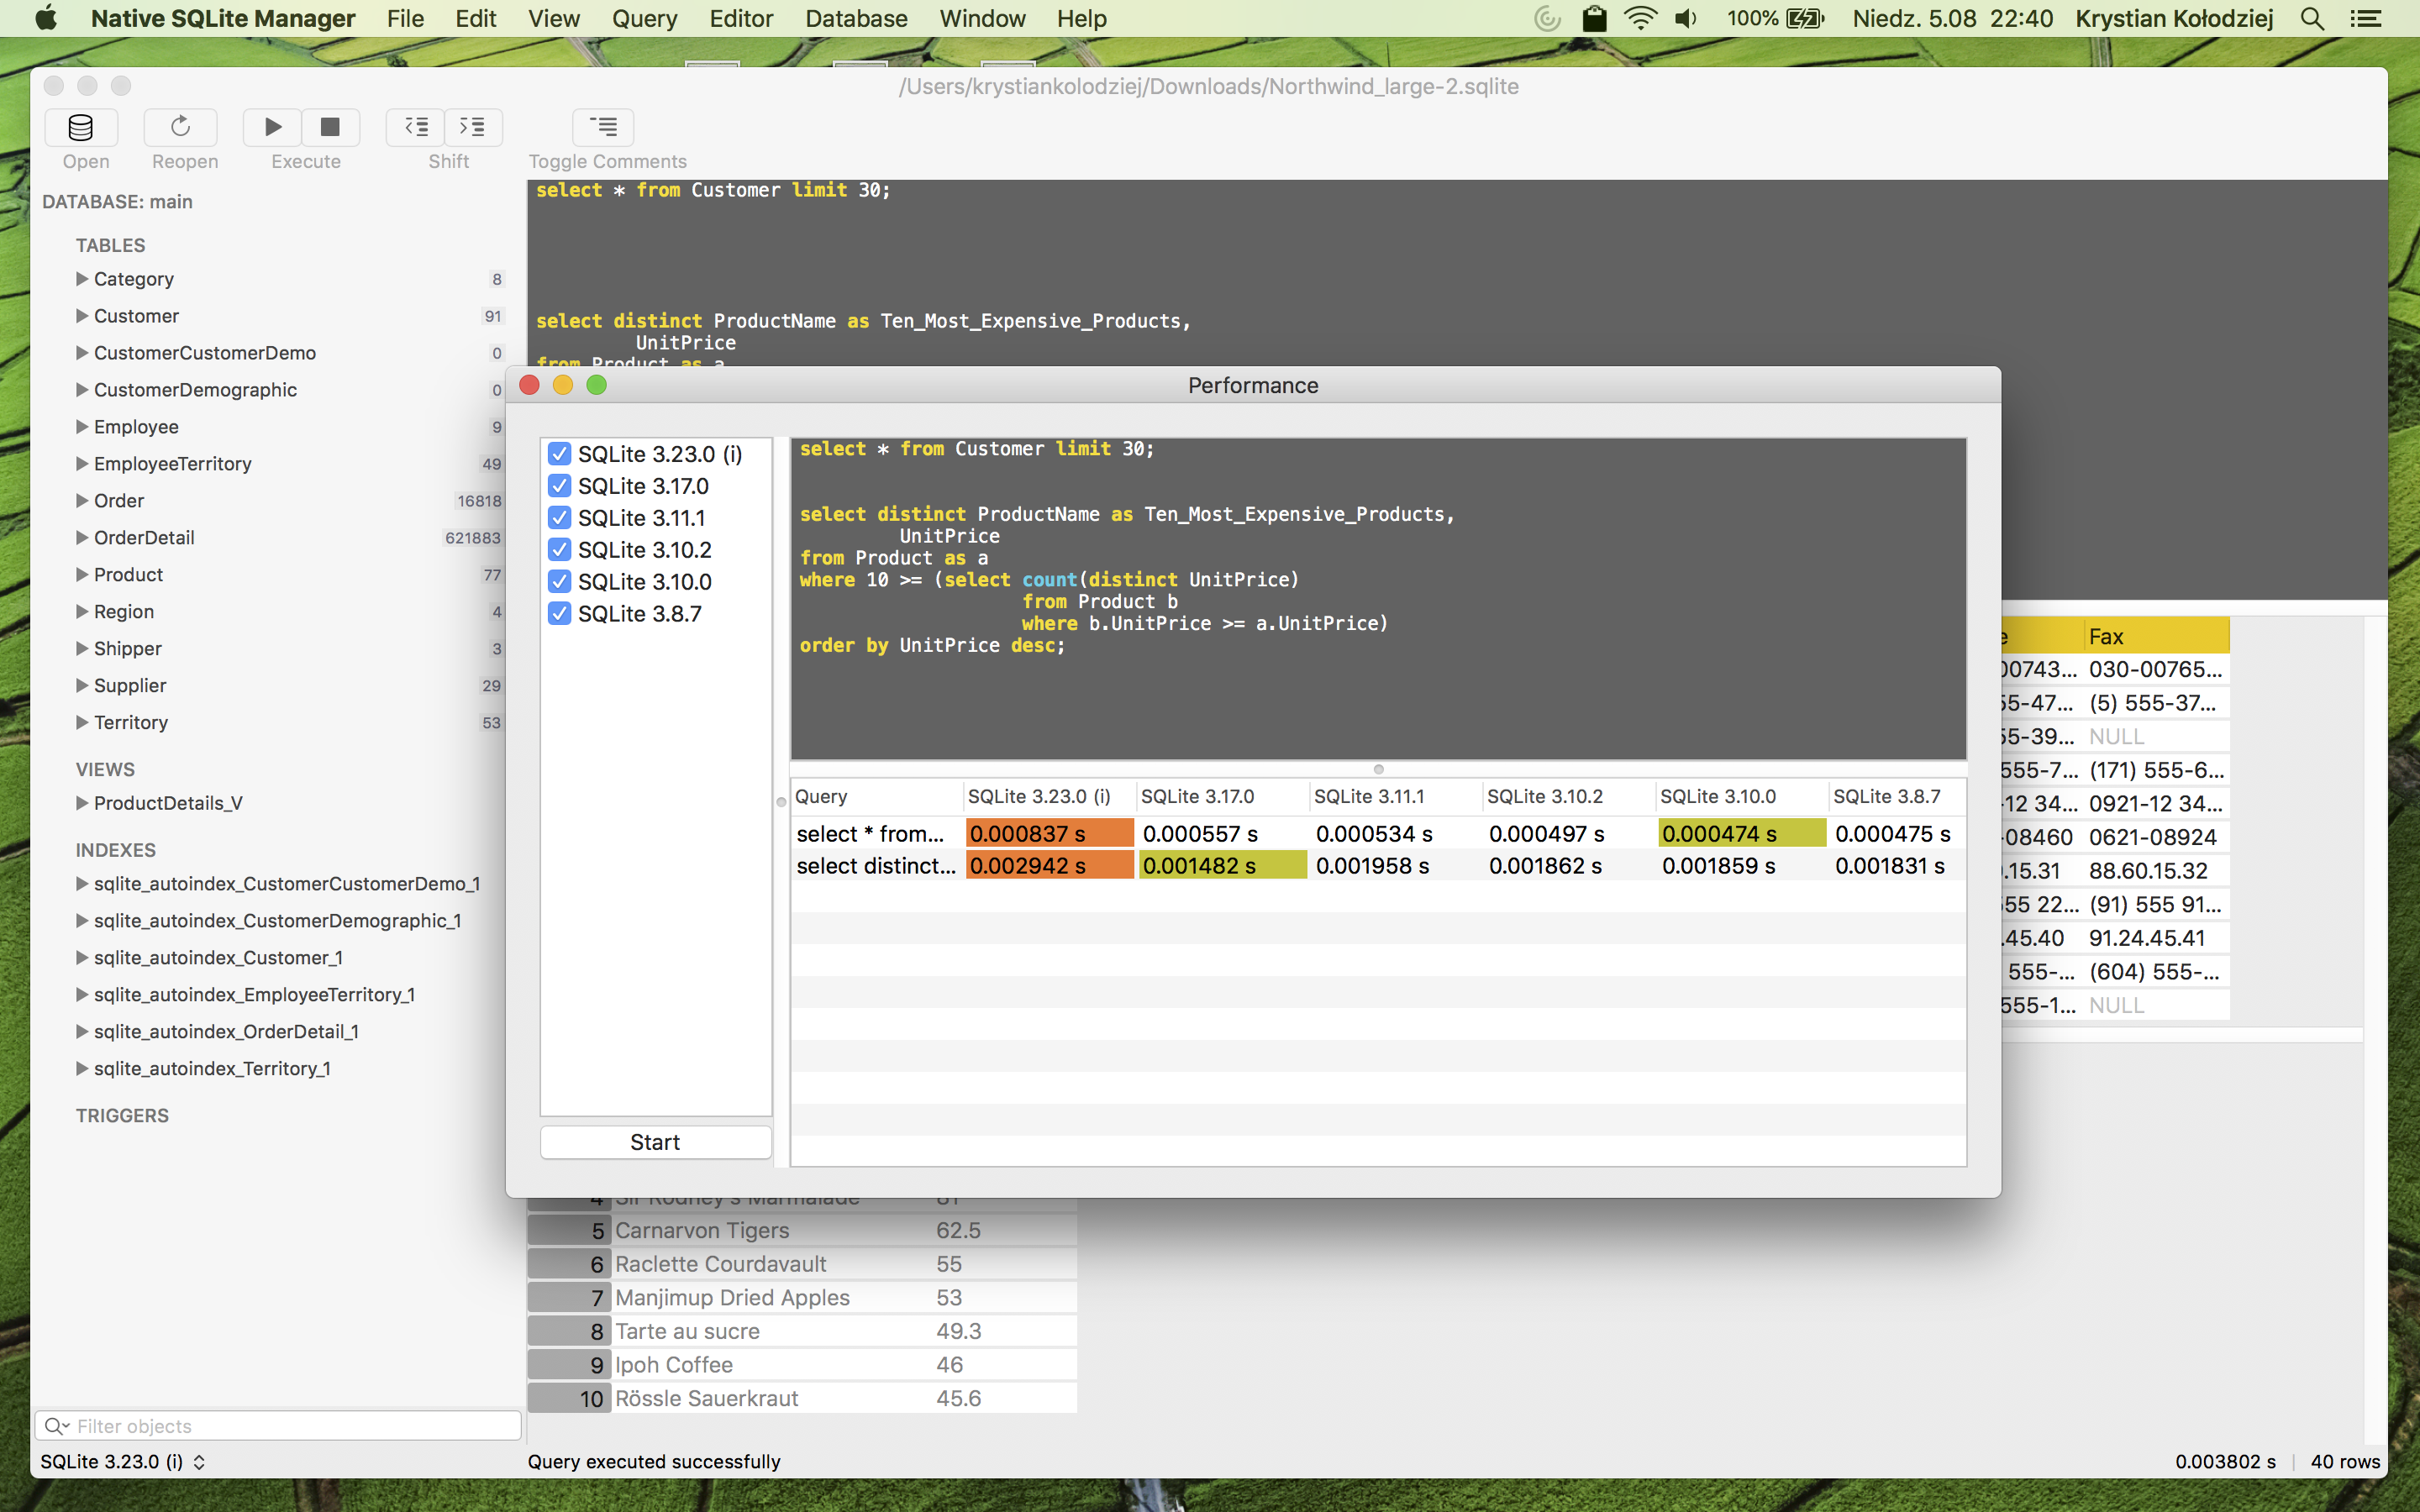 Native SQLite Manager File Edit View Query Editor Database Window Help 100% Niedz. 5.08 22:40 Krystian Kołodziej
/Users/krystiankolodziej/Downloads/Northwind_large-2.sqlite
Open Reopen Execute Shift Toggle Comments
DATABASE: main
TABLES
Category 8
Customer 91
CustomerCustomerDemo 0
CustomerDemographic 0
Employee 9
EmployeeTerritory 49
Order 16818
OrderDetail 621883
Product 77
Region 4
Shipper 3
Supplier 29
Territory 53
VIEWS
ProductDetails_V
INDEXES
sqlite_autoindex_CustomerCustomerDemo_1
sqlite_autoindex_CustomerDemographic_1
sqlite_autoindex_Customer_1
sqlite_autoindex_EmployeeTerritory_1
sqlite_autoindex_OrderDetail_1
sqlite_autoindex_Territory_1
TRIGGERS
Filter objects
SQLite 3.23.0 (i)
select * from Customer limit 30;
select distinct ProductName as Ten_Most_Expensive_Products,
UnitPrice
from Product as a
Performance
SQLite 3.23.0 (i)
SQLite 3.17.0
SQLite 3.11.1
SQLite 3.10.2
SQLite 3.10.0
SQLite 3.8.7
Start
select * from Customer limit 30;
select distinct ProductName as Ten_Most_Expensive_Products,
UnitPrice
from Product as a
where 10 >= (select count(distinct UnitPrice)
from Product b
where b.UnitPrice >= a.UnitPrice)
order by UnitPrice desc;
Query SQLite 3.23.0 (i) SQLite 3.17.0 SQLite 3.11.1 SQLite 3.10.2 SQLite 3.10.0 SQLite 3.8.7
select * from... 0.000837 s 0.000557 s 0.000534 s 0.000497 s 0.000474 s 0.000475 s
select distinct... 0.002942 s 0.001482 s 0.001958 s 0.001862 s 0.001859 s 0.001831 s
e Fax
00743... 030-00765...
55-47... (5) 555-37...
55-39... NULL
555-7... (171) 555-6...
-12 34... 0921-12 34...
-08460 0621-08924
.15.31 88.60.15.32
555 22... (91) 555 91...
.45.40 91.24.45.41
555-... (604) 555-...
555-1... NULL
4 Sir Rodney's Marmalade 81
5 Carnarvon Tigers 62.5
6 Raclette Courdavault 55
7 Manjimup Dried Apples 53
8 Tarte au sucre 49.3
9 Ipoh Coffee 46
10 Rössle Sauerkraut 45.6
Query executed successfully 0.003802 s 40 rows